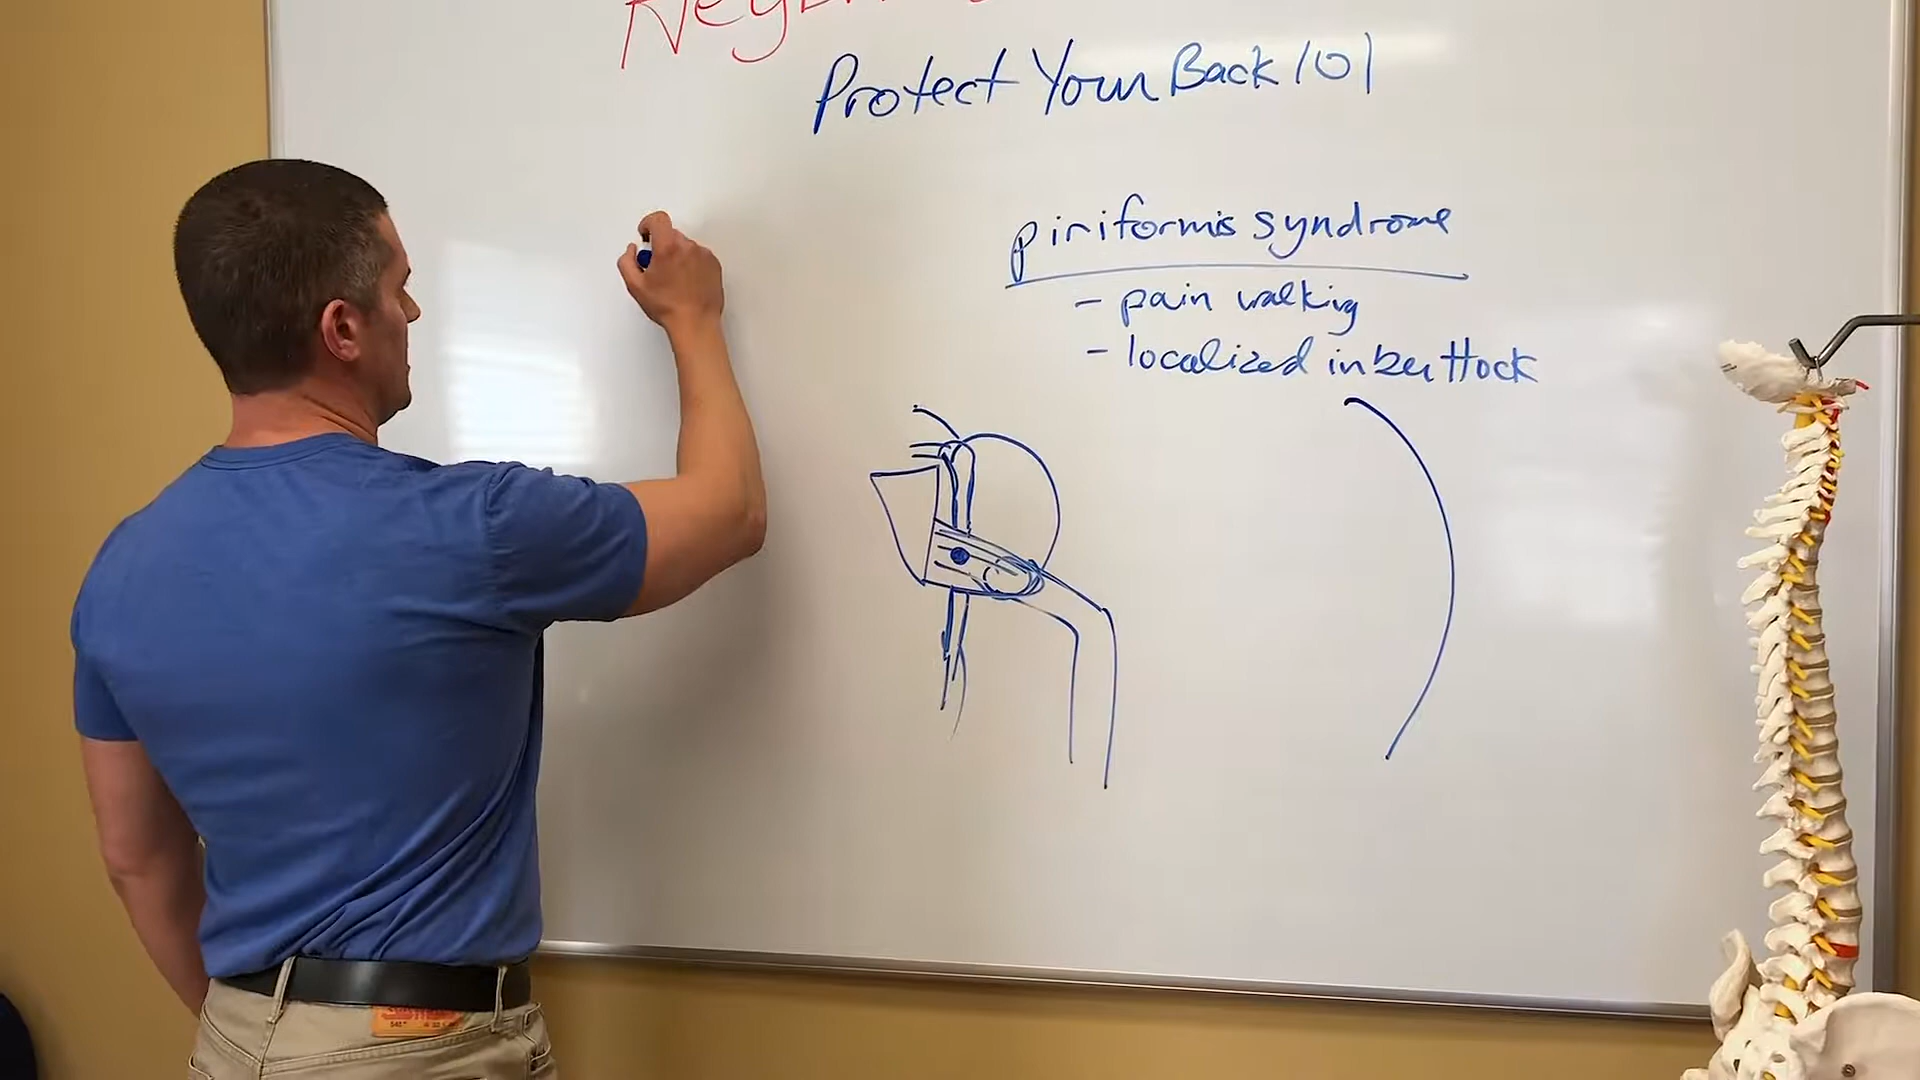 Protect Your Back 101
piriformis syndrome
- pain walking
- localized in buttock